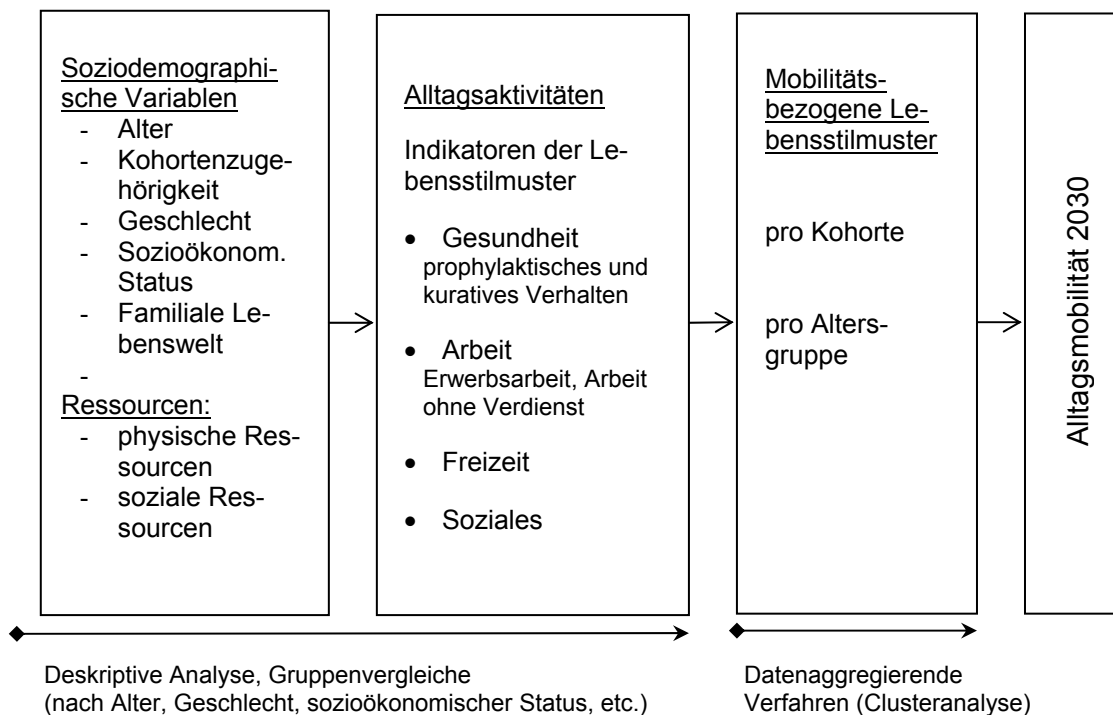 Soziodemographi-
sche Variablen
- Alter
- Kohortenzuge-
hörigkeit
- Geschlecht
- Sozioökonom.
Status
- Familiale Le-
benswelt
-
Ressourcen:
- physische Res-
sourcen
- soziale Res-
sourcen
Alltagsaktivitäten
Indikatoren der Le-
bensstilmuster
• Gesundheit
prophylaktisches und
kuratives Verhalten
• Arbeit
Erwerbsarbeit, Arbeit
ohne Verdienst
• Freizeit
• Soziales
Mobilitäts-
bezogene Le-
bensstilmuster
pro Kohorte
pro Alters-
gruppe
Alltagsmobilität 2030
Deskriptive Analyse, Gruppenvergleiche
(nach Alter, Geschlecht, sozioökonomischer Status, etc.)
Datenaggregierende
Verfahren (Clusteranalyse)